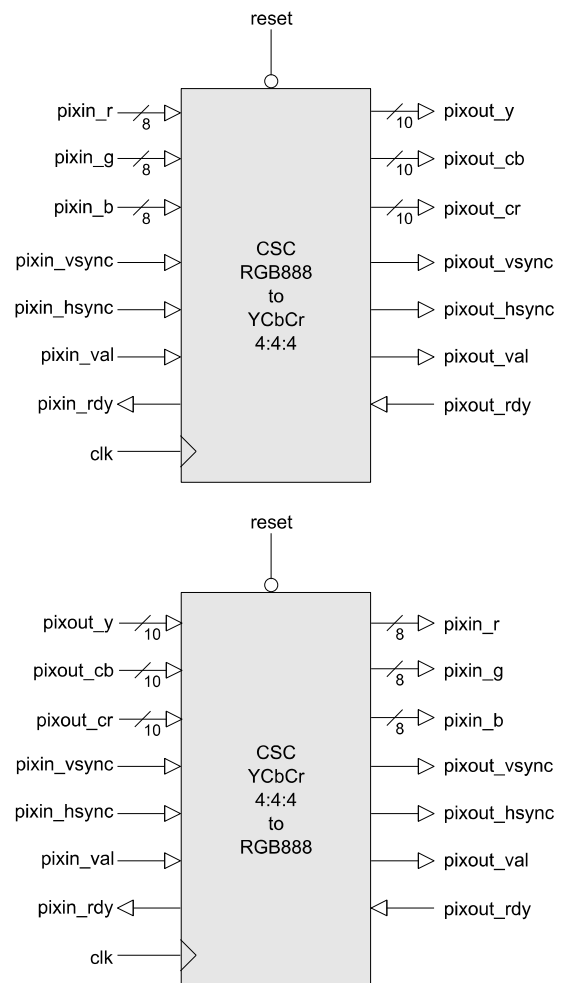 reset
pixin_r
8
10
pixout_y
pixin_g
8
10
pixout_cb
pixin_b
8
10
pixout_cr
pixin_vsync
pixout_vsync
pixin_hsync
pixout_hsync
pixin_val
pixout_val
pixin_rdy
pixout_rdy
clk
CSC
RGB888
to
YCbCr
4:4:4
reset
pixout_y
10
8
pixin_r
pixout_cb
10
8
pixin_g
pixout_cr
10
8
pixin_b
pixin_vsync
pixout_vsync
pixin_hsync
pixout_hsync
pixin_val
pixout_val
pixin_rdy
pixout_rdy
clk
CSC
YCbCr
4:4:4
to
RGB888